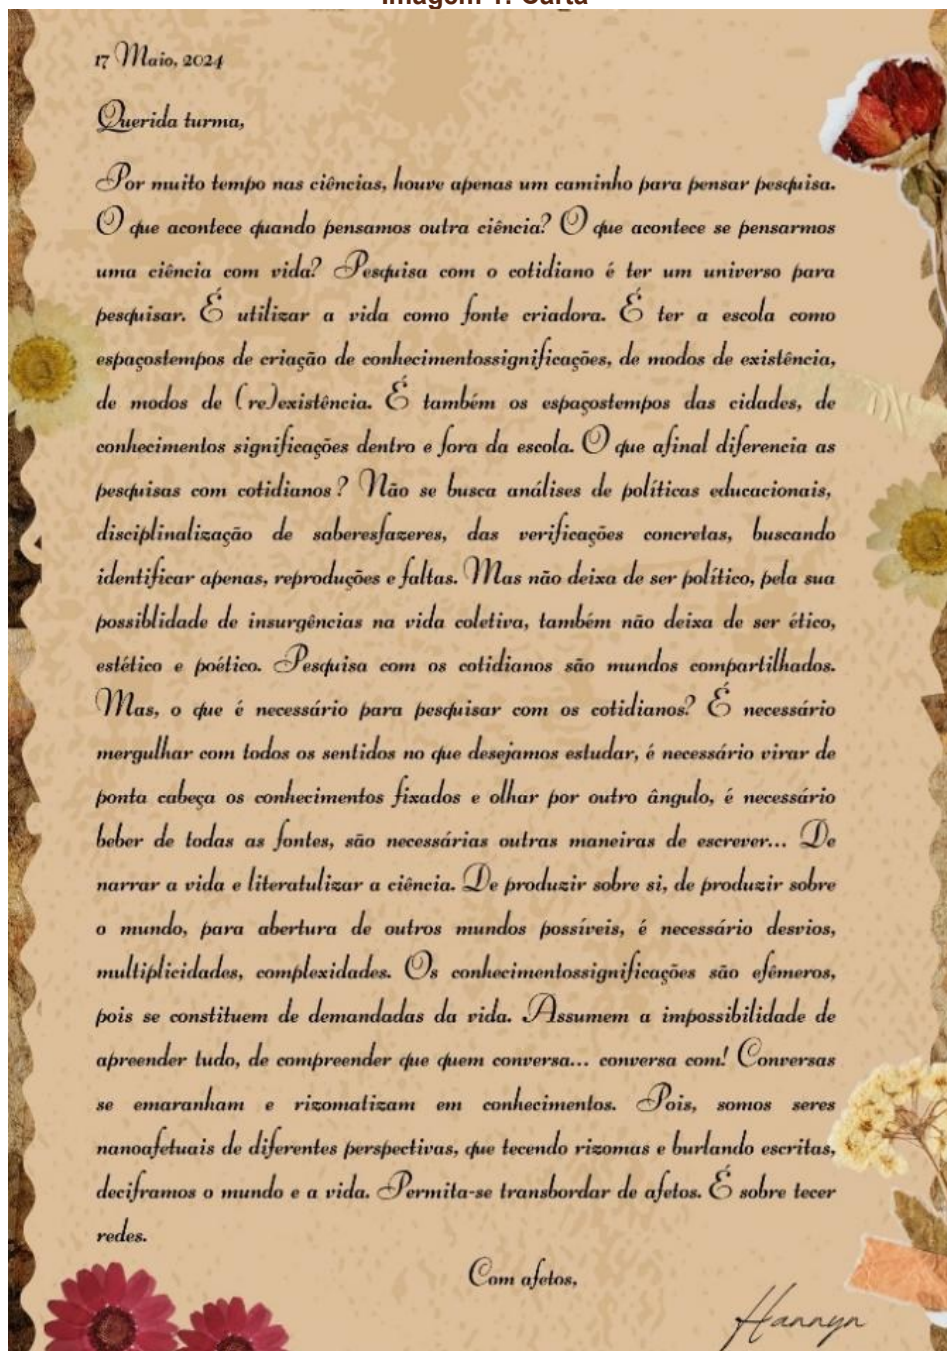 Imagem 1: Carta
17 Maio, 2024
Querida turma,
Por muito tempo nas ciências, houve apenas um caminho para pensar pesquisa.
O que acontece quando pensamos outra ciência? O que acontece se pensarmos
uma ciência com vida? Pesquisa com o cotidiano é ter um universo para
pesquisar. É utilizar a vida como fonte criadora. É ter a escola como
espaçostempos de criação de conhecimentossignificações, de modos de existência,
de modos de (re)existência. É também os espaçostempos das cidades, de
conhecimentos significações dentro e fora da escola. O que afinal diferencia as
pesquisas com cotidianos? Não se busca análises de políticas educacionais,
disciplinalização de saberesfazeres, das verificações concretas, buscando
identificar apenas, reproduções e faltas. Mas não deixa de ser político, pela sua
possiblidade de insurgências na vida coletiva, também não deixa de ser ético,
estético e poético. Pesquisa com os cotidianos são mundos compartilhados.
Mas, o que é necessário para pesquisar com os cotidianos? É necessário
mergulhar com todos os sentidos no que desejamos estudar, é necessário virar de
ponta cabeça os conhecimentos fixados e olhar por outro ângulo, é necessário
beber de todas as fontes, são necessárias outras maneiras de escrever... De
narrar a vida e literatulizar a ciência. De produzir sobre si, de produzir sobre
o mundo, para abertura de outros mundos possíveis, é necessário desvios,
multiplicidades, complexidades. Os conhecimentossignificações são efêmeros,
pois se constituem de demandadas da vida. Assumem a impossibilidade de
apreender tudo, de compreender que quem conversa... conversa com! Conversas
se emaranham e rizomatizam em conhecimentos. Pois, somos seres
nanoafetuais de diferentes perspectivas, que tecendo rizomas e burlando escritas,
deciframos o mundo e a vida. Permita-se transbordar de afetos. É sobre tecer
redes.
Com afetos,
Hannyn